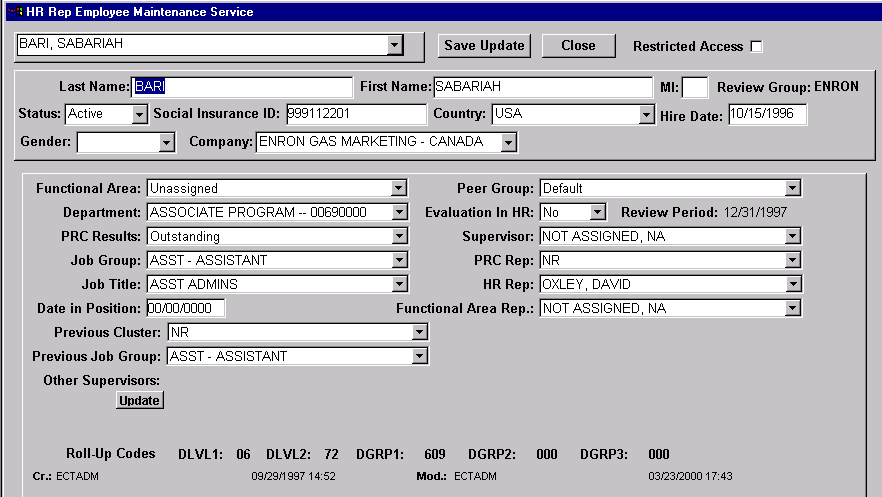 HR Rep Employee Maintenance Service
BARI, SABARIAH Save Update Close Restricted Access
Last Name: BARI First Name: SABARIAH MI: Review Group: ENRON
Status: Active Social Insurance ID: 999112201 Country: USA Hire Date: 10/15/1996
Gender: Company: ENRON GAS MARKETING - CANADA
Functional Area: Unassigned Peer Group: Default
Department: ASSOCIATE PROGRAM -- 00690000 Evaluation In HR: No Review Period: 12/31/1997
PRC Results: Outstanding Supervisor: NOT ASSIGNED, NA
Job Group: ASST - ASSISTANT PRC Rep: NR
Job Title: ASST ADMINS HR Rep: OXLEY, DAVID
Date in Position: 00/00/0000 Functional Area Rep.: NOT ASSIGNED, NA
Previous Cluster: NR
Previous Job Group: ASST - ASSISTANT
Other Supervisors:
Update
Roll-Up Codes DLVL1: 06 DLVL2: 72 DGRP1: 609 DGRP2: 000 DGRP3: 000
Cr.: ECTADM 09/29/1997 14:52 Mod.: ECTADM 03/23/2000 17:43